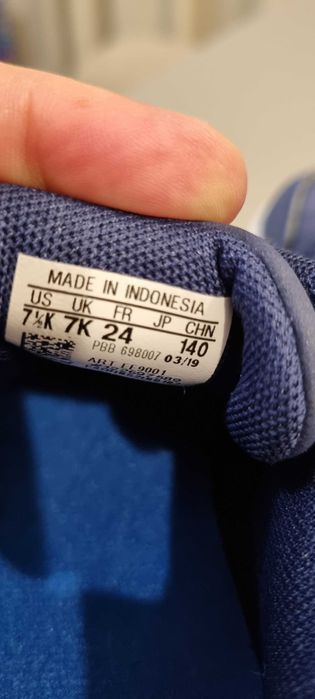 MADE IN INDONESIA
US UK FR JP CHN
7½K 7K 24 140
PBB 698007 03/19